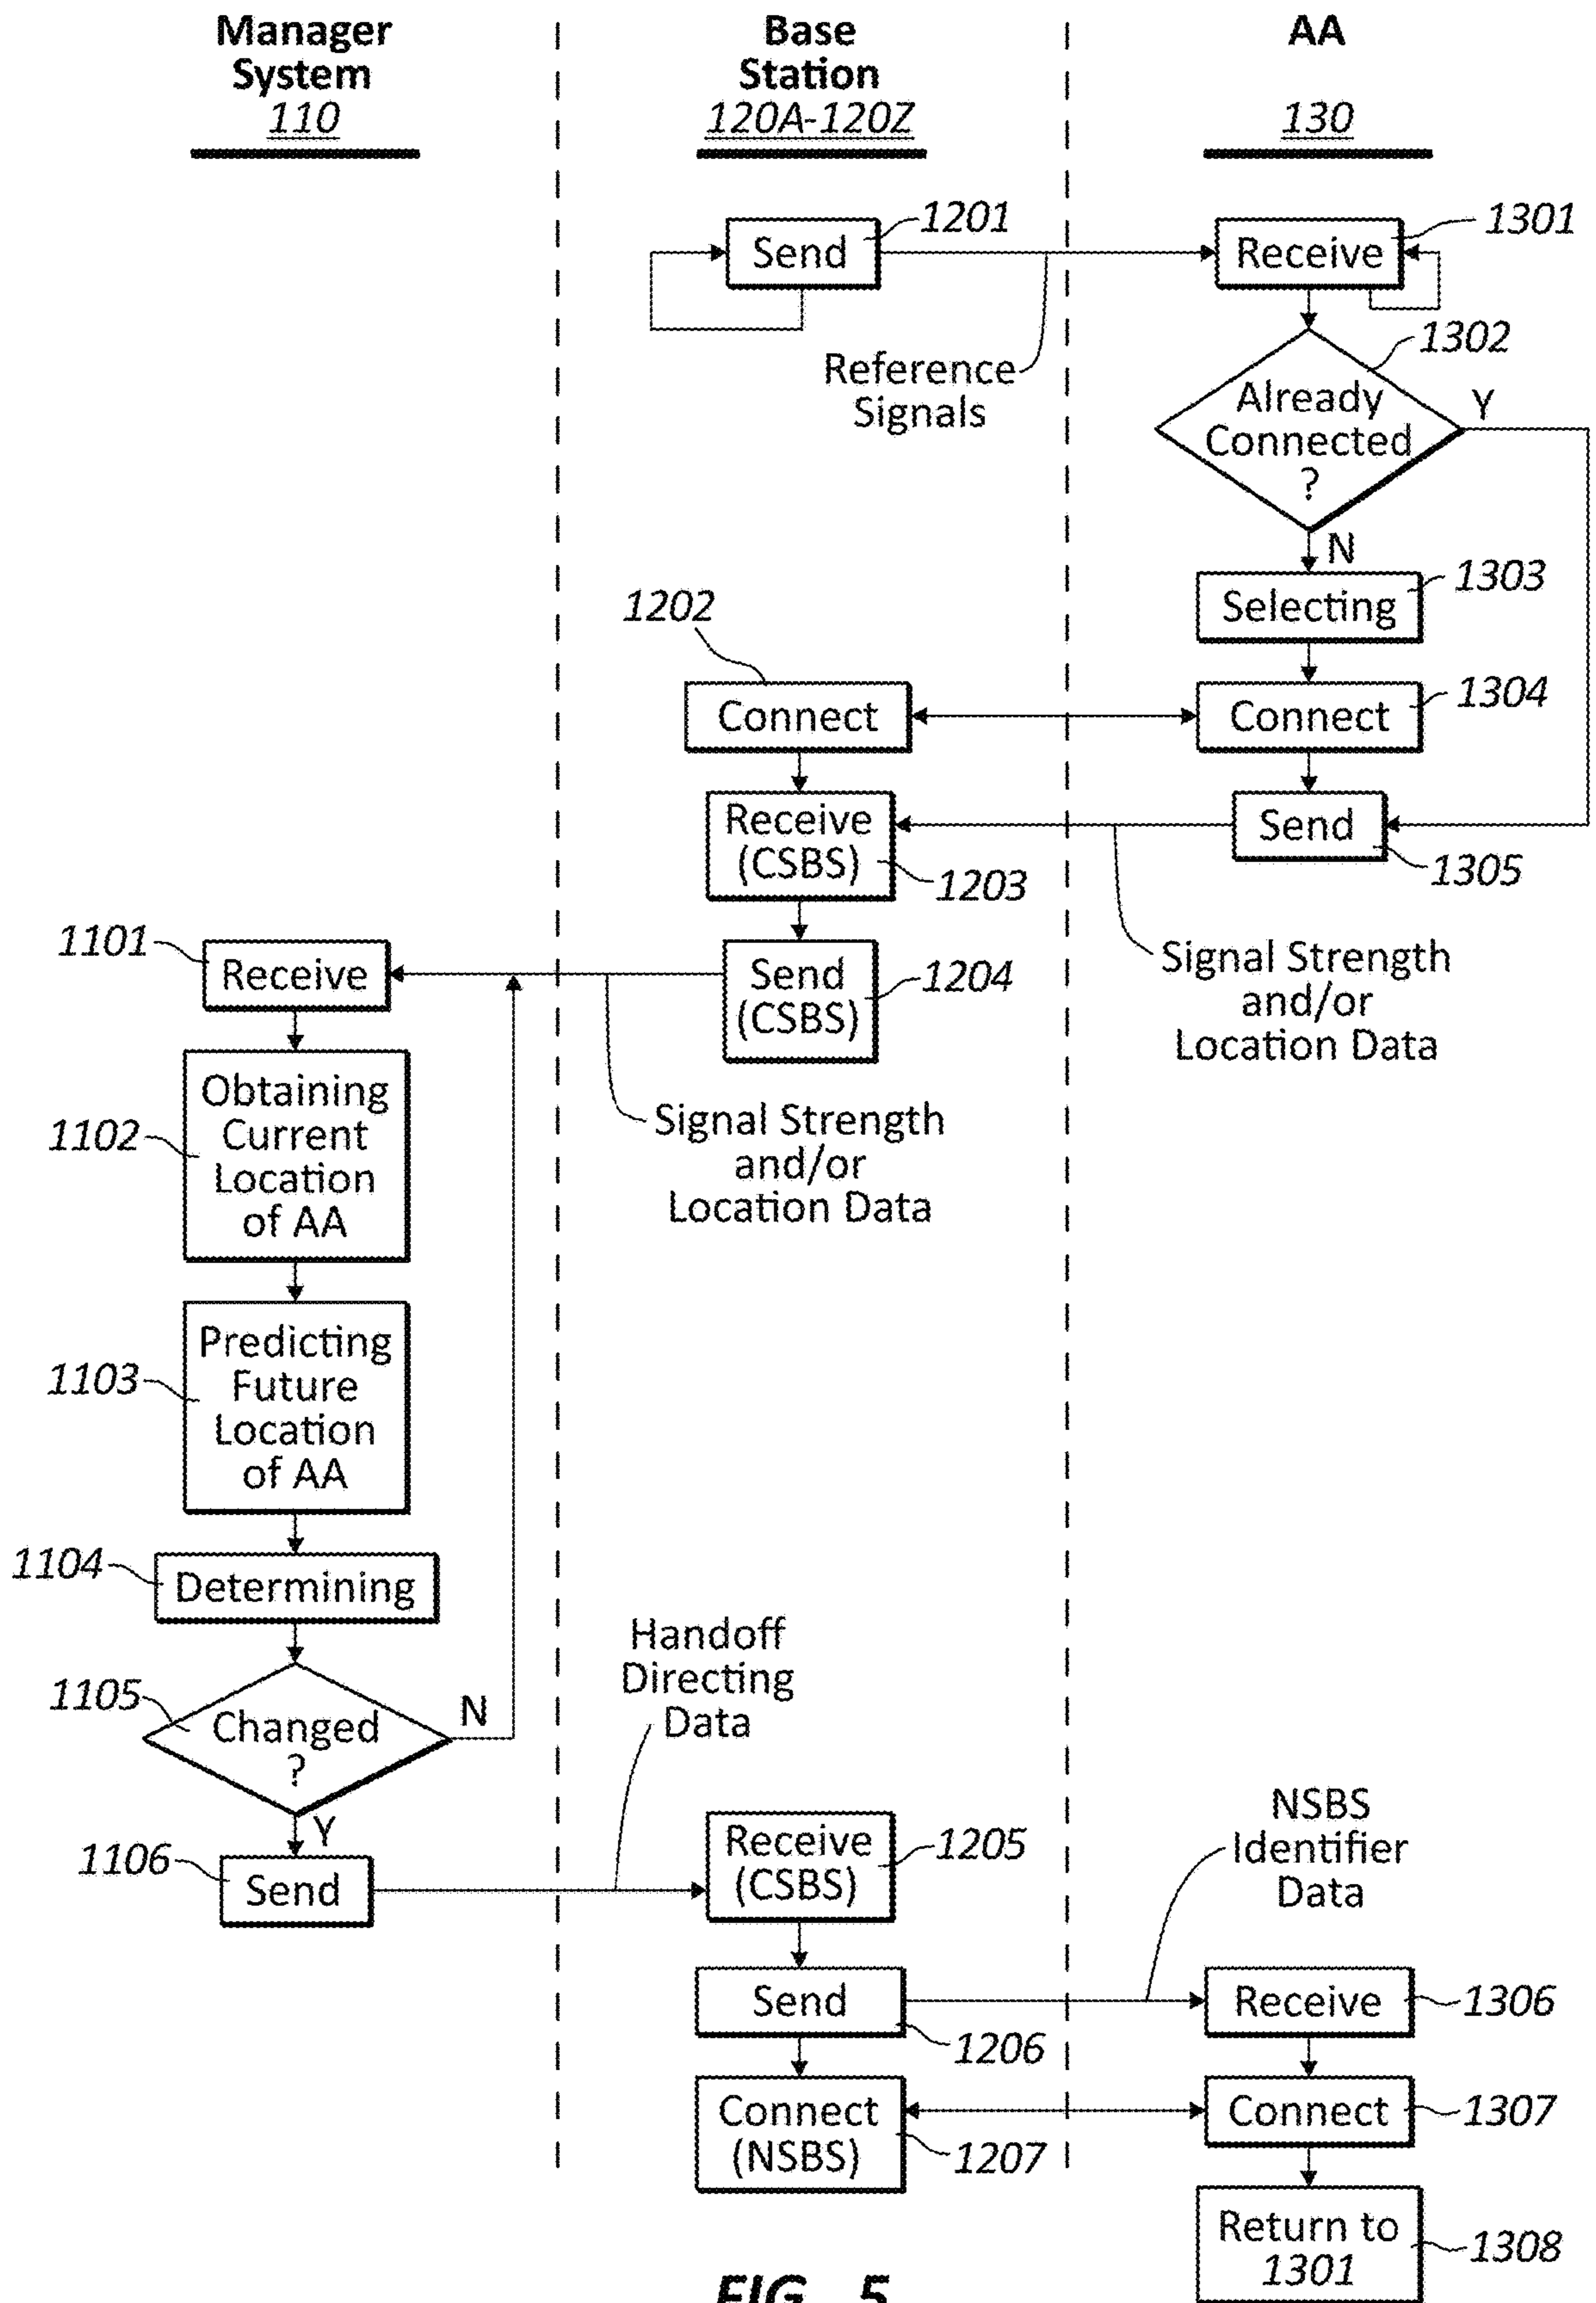 Manager
System
110
Base
Station
120A-120Z
AA
130
Send
1201
Receive
1301
Reference
Signals
Already
Connected
?
1302
Y
N
Selecting
1303
1202
Connect
Connect
1304
Receive
(CSBS)
1203
Send
1305
Signal Strength
and/or
Location Data
1101
Receive
Send
(CSBS)
1204
Signal Strength
and/or
Location Data
1102
Obtaining
Current
Location
of AA
1103
Predicting
Future
Location
of AA
1104
Determining
1105
Changed
?
N
Y
1106
Send
Handoff
Directing
Data
Receive
(CSBS)
1205
NSBS
Identifier
Data
Send
1206
Receive
1306
Connect
(NSBS)
1207
Connect
1307
Return to
1301
1308
FIG. 5